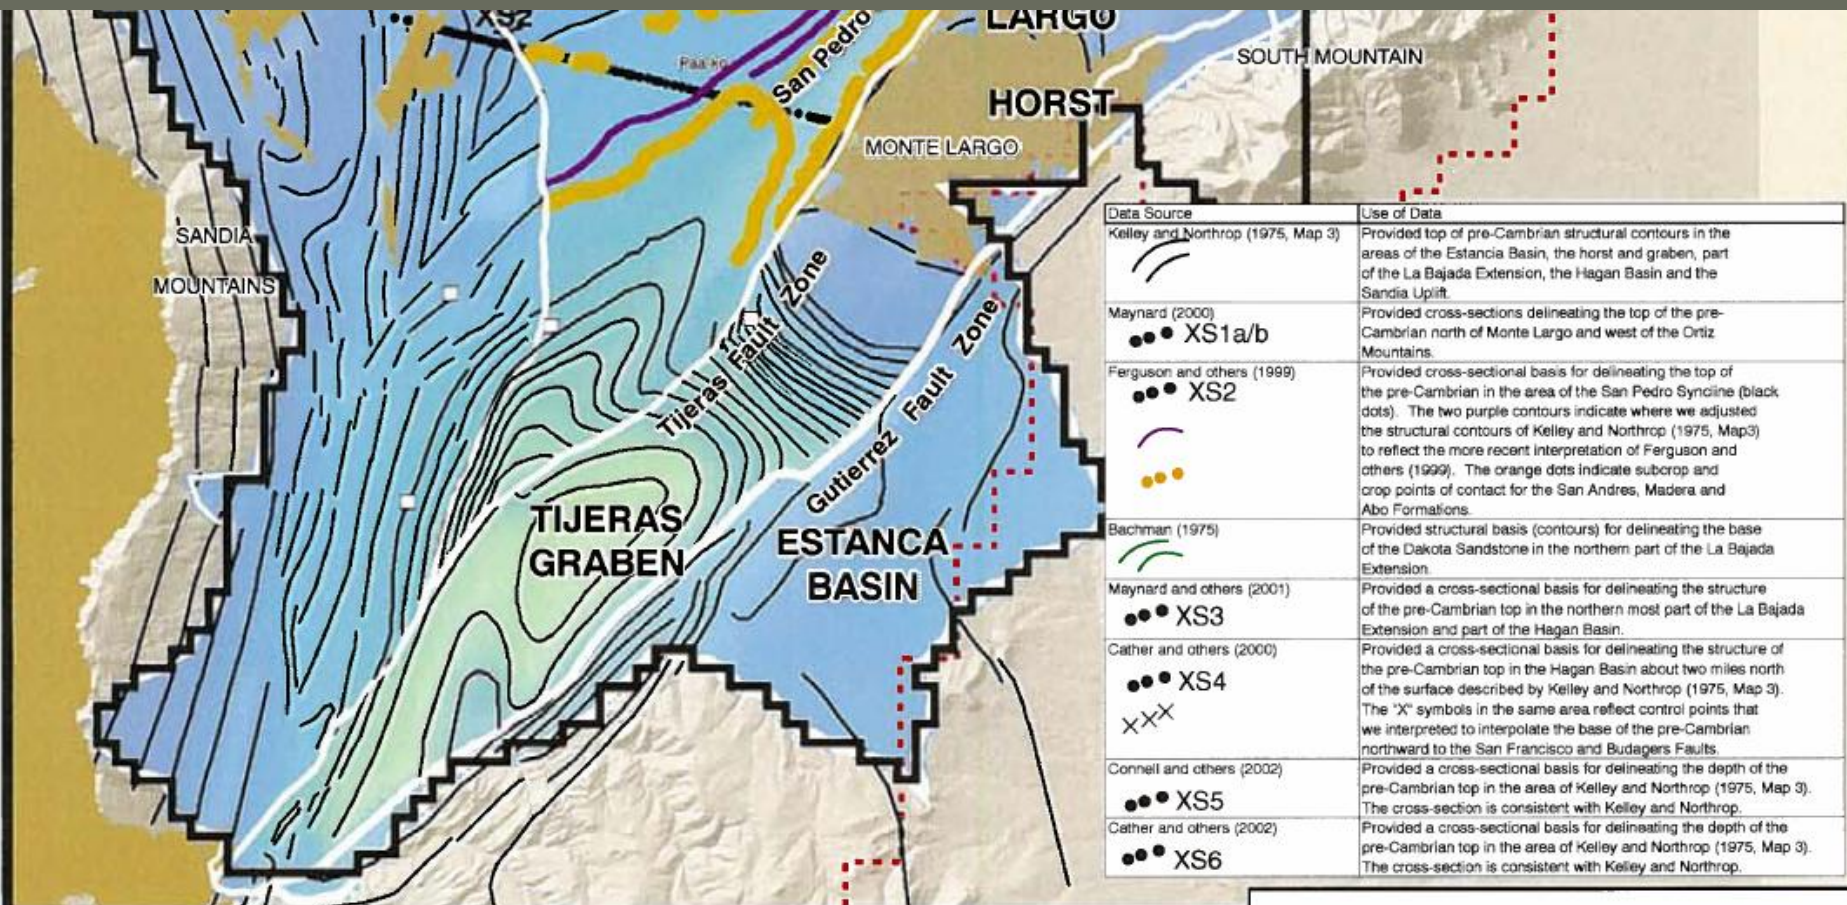 XS2
LARGO
San Pedro
SOUTH MOUNTAIN
Paa-ko
HORST
MONTE LARGO
SANDIA
MOUNTAINS
Tijeras Fault Zone
Gutierrez Fault Zone
TIJERAS
GRABEN
ESTANCA
BASIN
Data Source
Use of Data
Kelley and Northrop (1975, Map 3)
Provided top of pre-Cambrian structural contours in the
areas of the Estancia Basin, the horst and graben, part
of the La Bajada Extension, the Hagan Basin and the
Sandia Uplift.
Maynard (2000)
XS1a/b
Provided cross-sections delineating the top of the pre-
Cambrian north of Monte Largo and west of the Ortiz
Mountains.
Ferguson and others (1999)
XS2
Provided cross-sectional basis for delineating the top of
the pre-Cambrian in the area of the San Pedro Syncline (black
dots). The two purple contours indicate where we adjusted
the structural contours of Kelley and Northrop (1975, Map3)
to reflect the more recent interpretation of Ferguson and
others (1999). The orange dots indicate subcrop and
crop points of contact for the San Andres, Madera and
Abo Formations.
Bachman (1975)
Provided structural basis (contours) for delineating the base
of the Dakota Sandstone in the northern part of the La Bajada
Extension.
Maynard and others (2001)
XS3
Provided a cross-sectional basis for delineating the structure
of the pre-Cambrian top in the northern most part of the La Bajada
Extension and part of the Hagan Basin.
Cather and others (2000)
XS4
Provided a cross-sectional basis for delineating the structure of
the pre-Cambrian top in the Hagan Basin about two miles north
of the surface described by Kelley and Northrop (1975, Map 3).
The "X" symbols in the same area reflect control points that
we interpreted to interpolate the base of the pre-Cambrian
northward to the San Francisco and Budagers Faults.
Connell and others (2002)
XS5
Provided a cross-sectional basis for delineating the depth of the
pre-Cambrian top in the area of Kelley and Northrop (1975, Map 3).
The cross-section is consistent with Kelley and Northrop.
Cather and others (2002)
XS6
Provided a cross-sectional basis for delineating the depth of the
pre-Cambrian top in the area of Kelley and Northrop (1975, Map 3).
The cross-section is consistent with Kelley and Northrop.